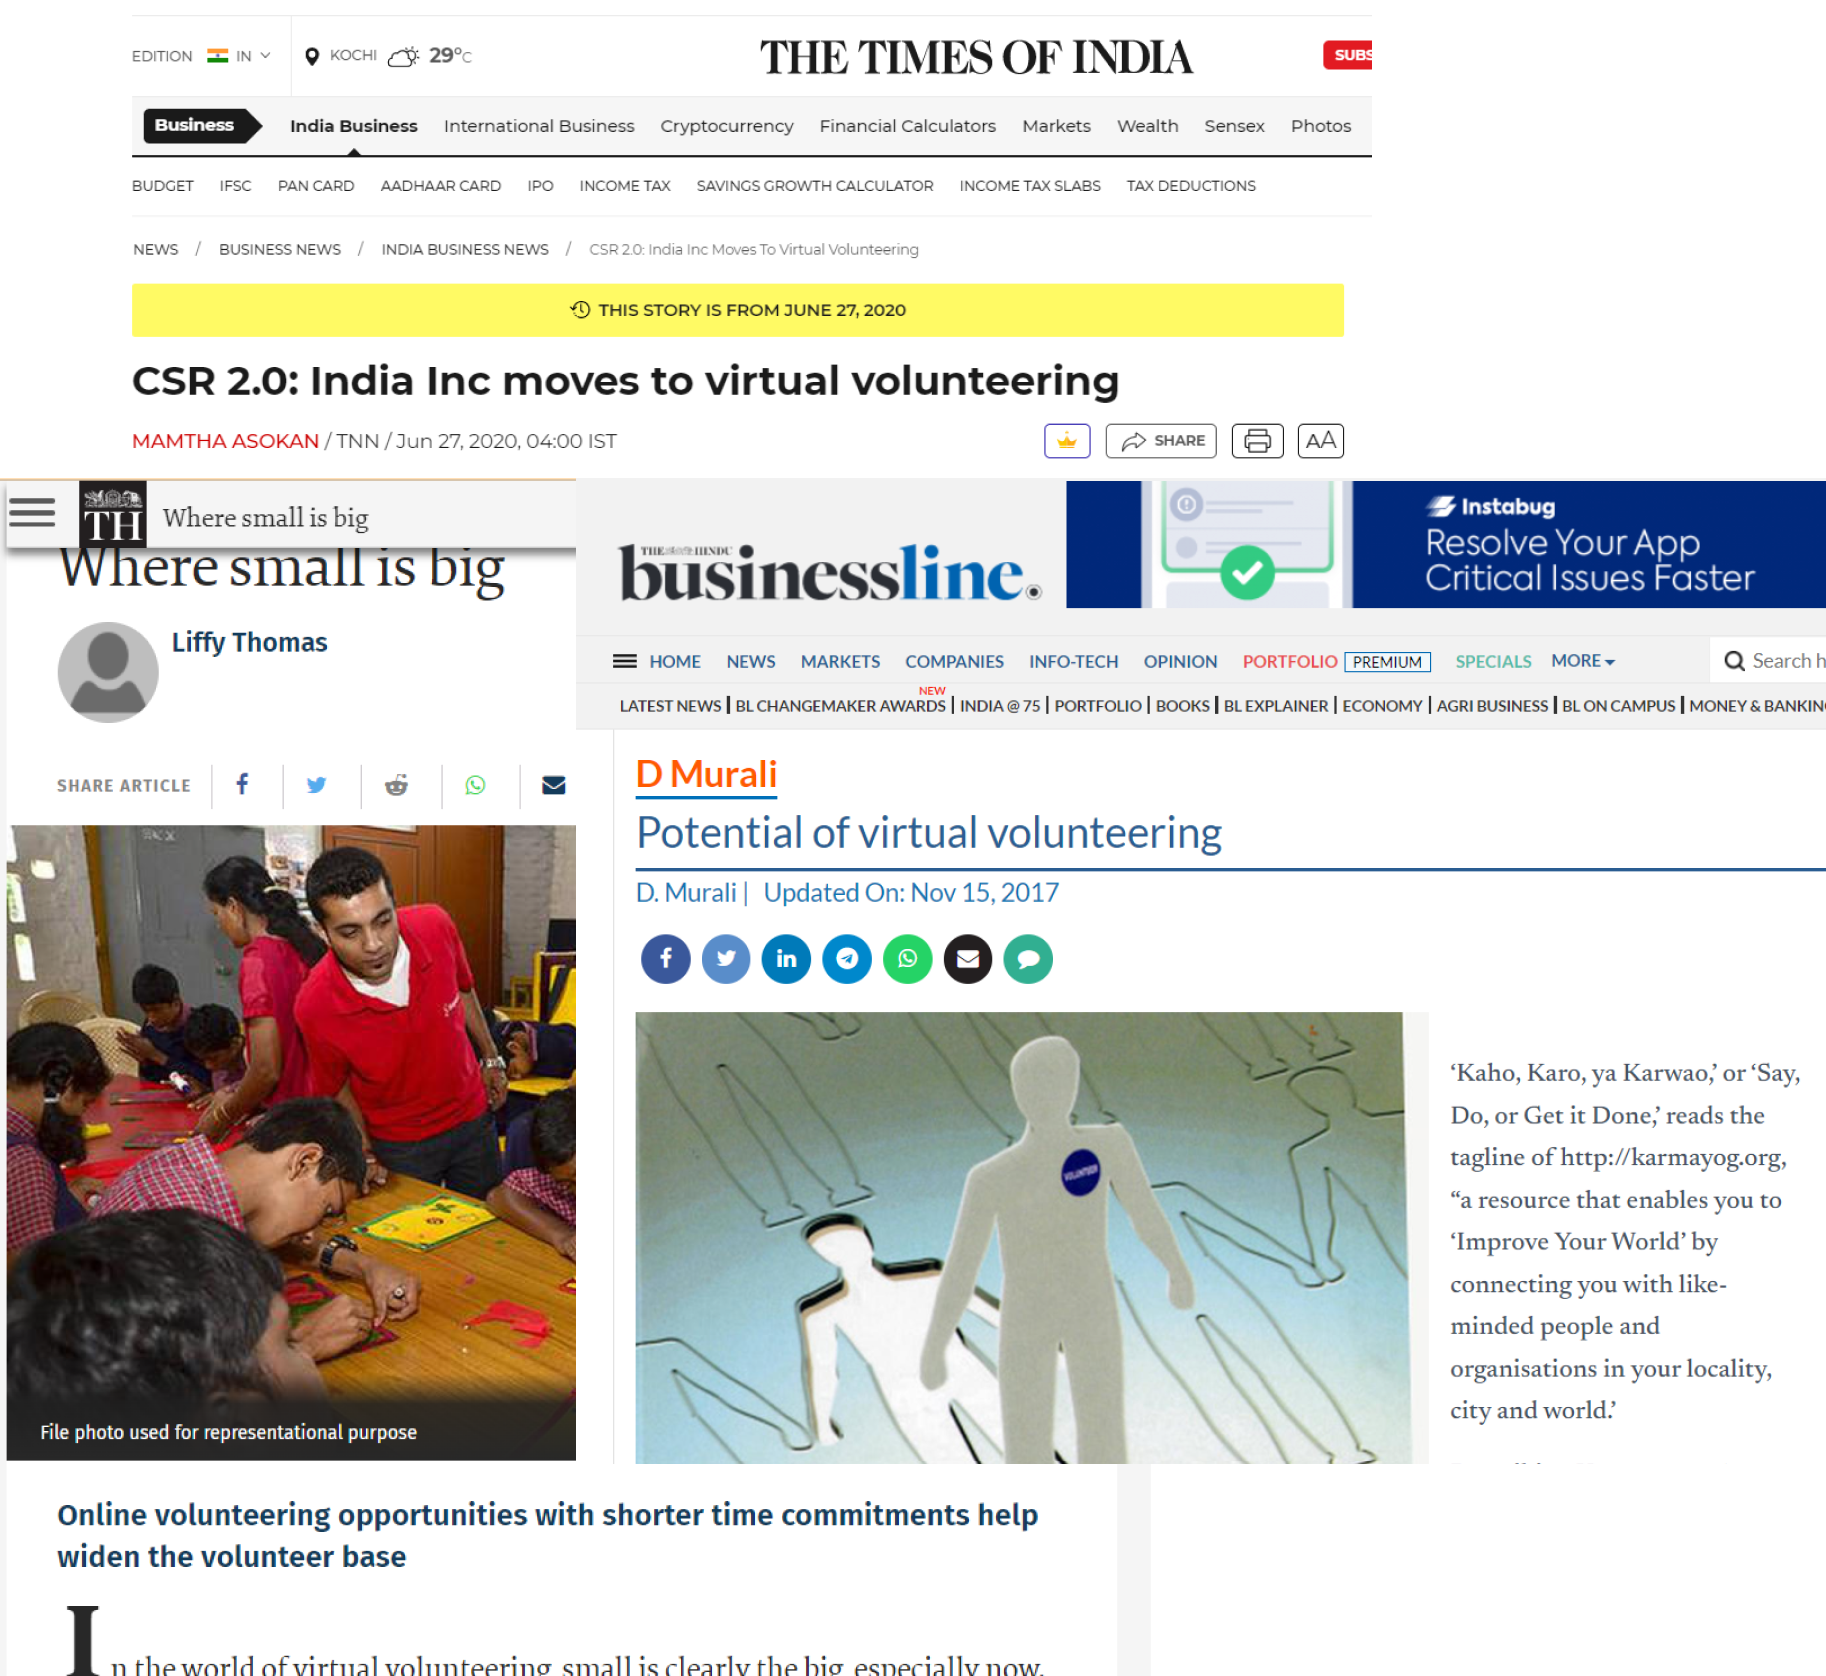 EDITION IN
KOCHI 29°C
THE TIMES OF INDIA
SUBS
Business India Business International Business Cryptocurrency Financial Calculators Markets Wealth Sensex Photos
BUDGET IFSC PAN CARD AADHAAR CARD IPO INCOME TAX SAVINGS GROWTH CALCULATOR INCOME TAX SLABS TAX DEDUCTIONS
NEWS / BUSINESS NEWS / INDIA BUSINESS NEWS / CSR 2.0: India Inc Moves To Virtual Volunteering
THIS STORY IS FROM JUNE 27, 2020
CSR 2.0: India Inc moves to virtual volunteering
MAMTHA ASOKAN / TNN / Jun 27, 2020, 04:00 IST
SHARE AA
TH Where small is big
Where small is big
Liffy Thomas
SHARE ARTICLE
File photo used for representational purpose
Online volunteering opportunities with shorter time commitments help
widen the volunteer base
In the world of virtual volunteering, small is clearly the big, especially now.
THE HINDU
businessline.
Instabug
Resolve Your App
Critical Issues Faster
HOME NEWS MARKETS COMPANIES INFO-TECH OPINION PORTFOLIO PREMIUM SPECIALS MORE Search h
NEW
LATEST NEWS | BL CHANGEMAKER AWARDS | INDIA @ 75 | PORTFOLIO | BOOKS | BL EXPLAINER | ECONOMY | AGRI BUSINESS | BL ON CAMPUS | MONEY & BANKIN
D Murali
Potential of virtual volunteering
D. Murali | Updated On: Nov 15, 2017
VOLUNTEER
‘Kaho, Karo, ya Karwao,’ or ‘Say,
Do, or Get it Done,’ reads the
tagline of http://karmayog.org,
“a resource that enables you to
‘Improve Your World’ by
connecting you with like-
minded people and
organisations in your locality,
city and world.’